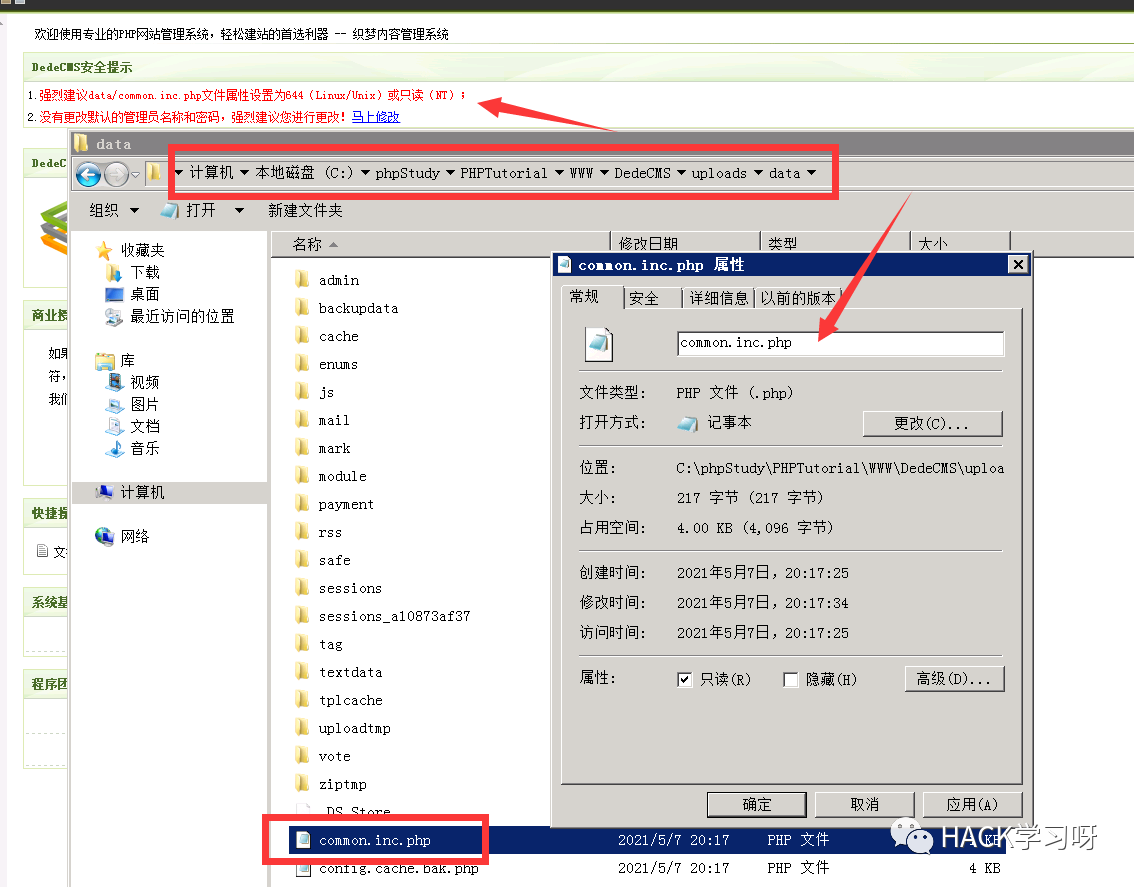 欢迎使用专业的PHP网站管理系统，轻松建站的首选利器 -- 织梦内容管理系统
DedeCMS安全提示
1.强烈建议data/common.inc.php文件属性设置为644（Linux/Unix）或只读（NT）；
2.没有更改默认的管理员名称和密码，强烈建议您进行更改！马上修改
data
DedeC
计算机 本地磁盘 (C:) phpStudy PHPTutorial WWW DedeCMS uploads data
组织 打开 新建文件夹
名称 修改日期 类型 大小
收藏夹
下载
桌面
最近访问的位置
库
视频
图片
文档
音乐
计算机
网络
商业授
如果
符，
我们
快捷操
文
系统基
程序团
admin
backupdata
cache
enums
js
mail
mark
module
payment
rss
safe
sessions
sessions_a10873af37
tag
textdata
tplcache
uploadtmp
vote
ziptmp
.DS_Store
common.inc.php 2021/5/7 20:17 PHP 文件 KB
config.cache.bak.php 2021/5/7 20:17 PHP 文件 4 KB
common.inc.php 属性
常规 安全 详细信息 以前的版本
common.inc.php
文件类型: PHP 文件 (.php)
打开方式: 记事本 更改(C)...
位置: C:\phpStudy\PHPTutorial\WWW\DedeCMS\uploa
大小: 217 字节 (217 字节)
占用空间: 4.00 KB (4,096 字节)
创建时间: 2021年5月7日，20:17:25
修改时间: 2021年5月7日，20:17:34
访问时间: 2021年5月7日，20:17:25
属性: 只读(R) 隐藏(H) 高级(D)...
确定 取消 应用(A)
HACK学习呀